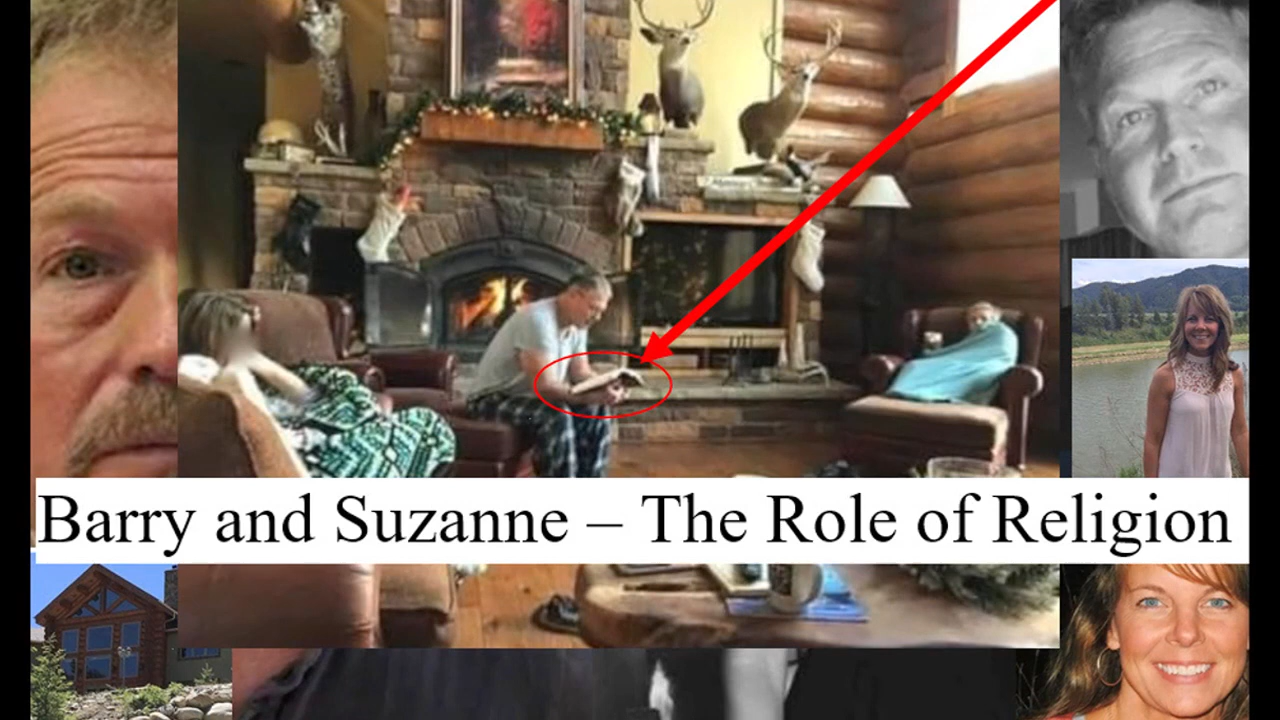 Barry and Suzanne – The Role of Religion